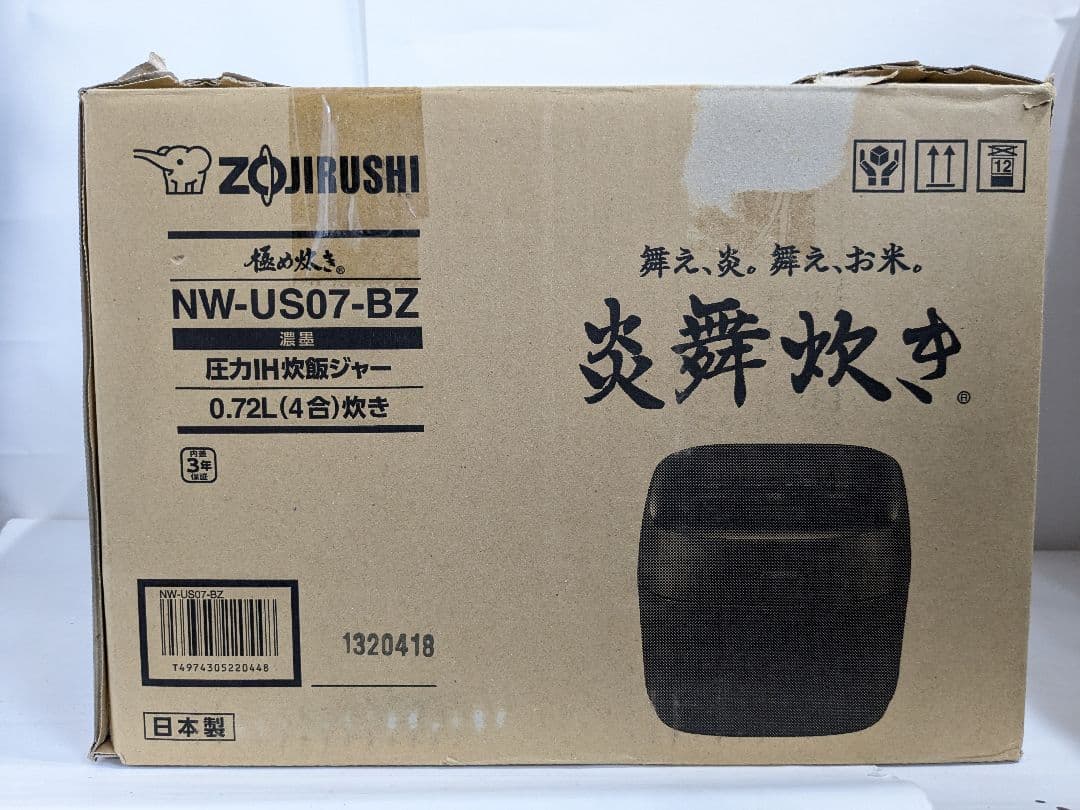 ZOJIRUSHI
極め炊き®
NW-US07-BZ
濃墨
圧力IH炊飯ジャー
0.72L(4合)炊き
内釜
3年
保証
12
舞え、炎。舞え、お米。
炎舞炊き®
NW-US07-BZ
T4974305220448
1320418
日本製